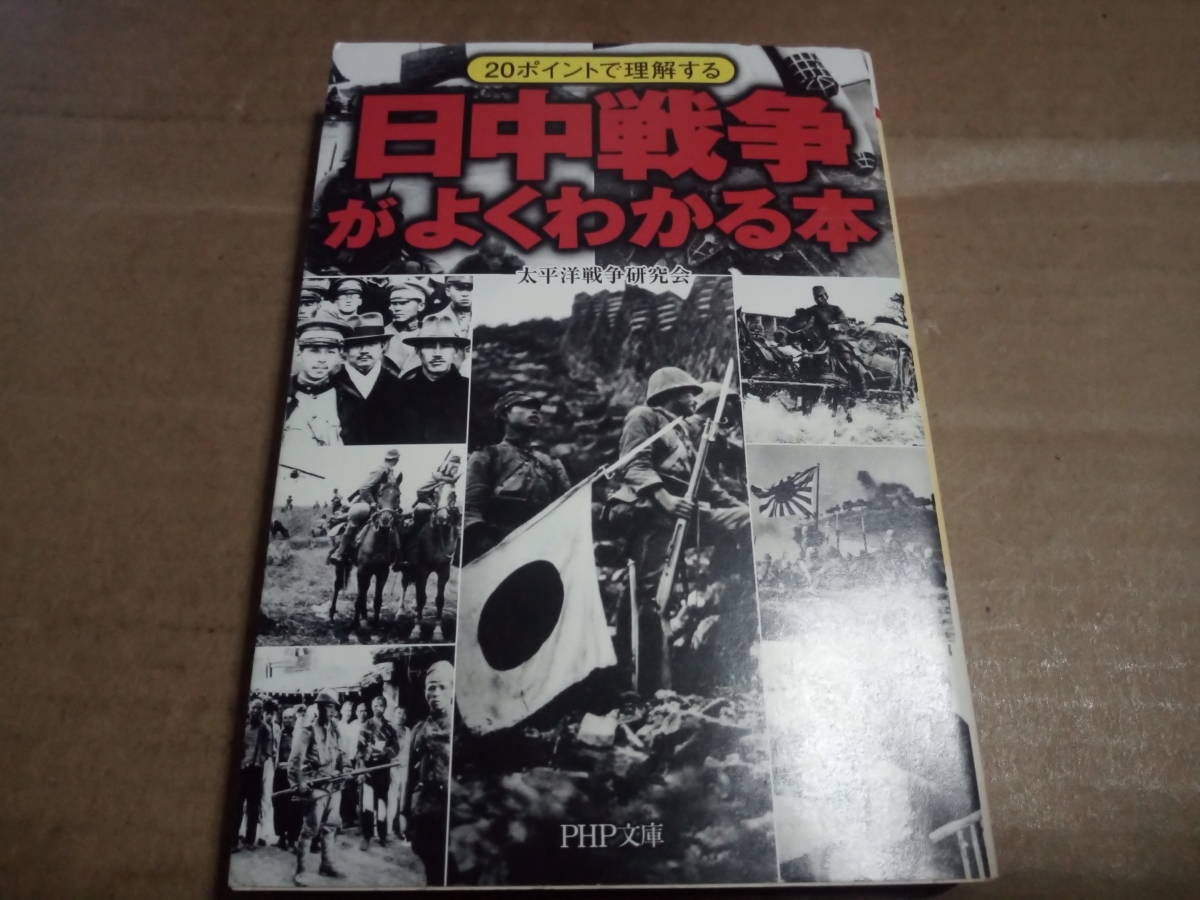 20ポイントで理解する
日中戦争
がよくわかる本
太平洋戦争研究会
PHP文庫